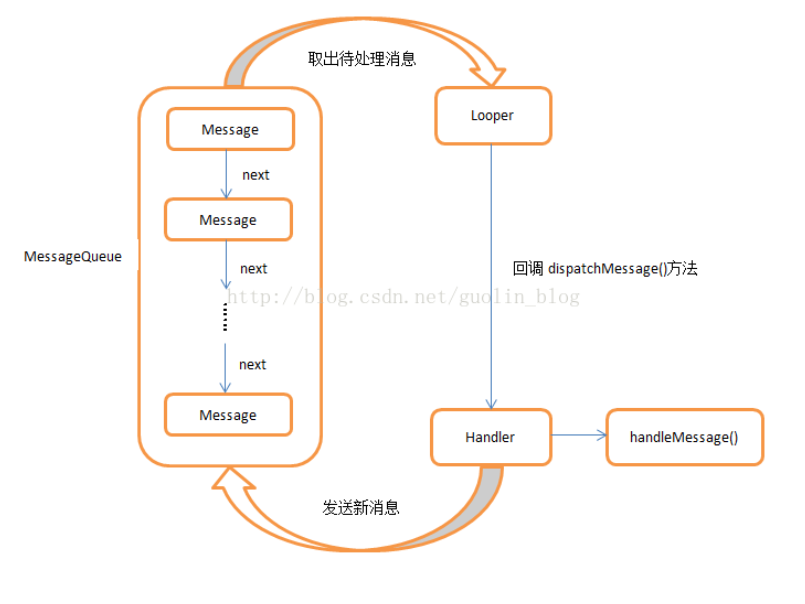 取出待处理消息
Message
Looper
next
Message
MessageQueue
next
回调 dispatchMessage()方法
http://blog.csdn.net/guolin_blog
next
Message
Handler
handleMessage()
发送新消息